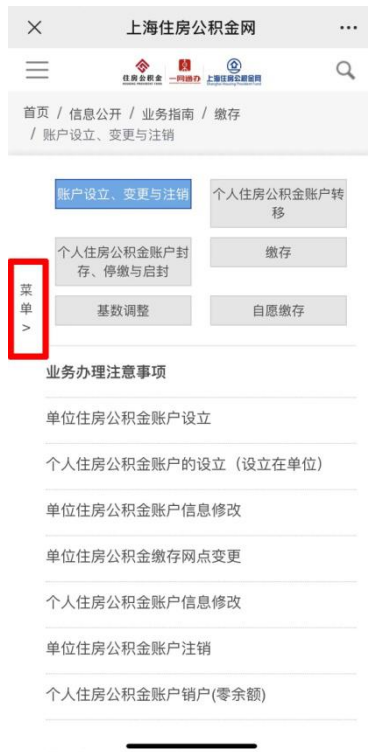 上海住房公积金网
住房公积金
一网通办
上海住房公积金网
首页 / 信息公开 / 业务指南 / 缴存
/ 账户设立、变更与注销
账户设立、变更与注销
个人住房公积金账户转
移
个人住房公积金账户封
存、停缴与启封
缴存
菜
单
>
基数调整
自愿缴存
业务办理注意事项
单位住房公积金账户设立
个人住房公积金账户的设立（设立在单位）
单位住房公积金账户信息修改
单位住房公积金缴存网点变更
个人住房公积金账户信息修改
单位住房公积金账户注销
个人住房公积金账户销户(零余额)